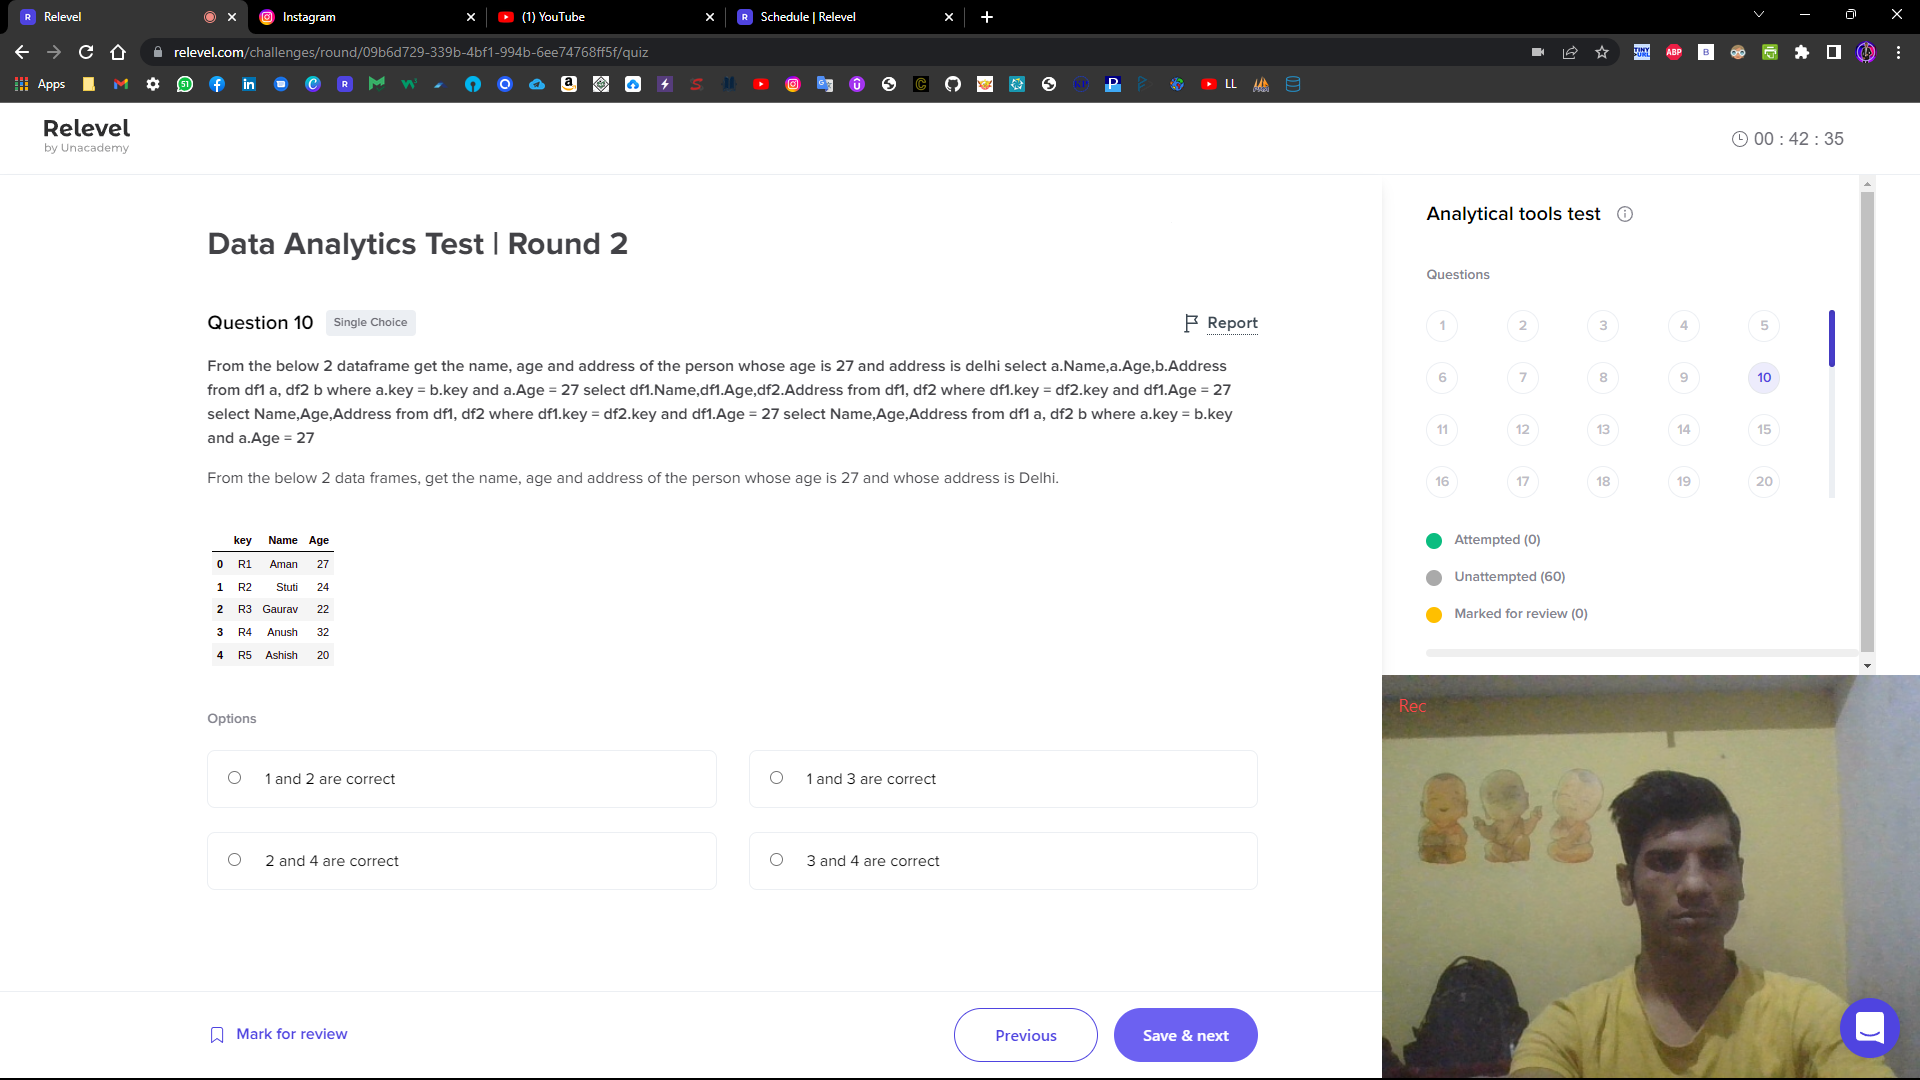 Relevel
Instagram
(1) YouTube
Schedule | Relevel
relevel.com/challenges/round/09b6d729-339b-4bf1-994b-6ee74768ff5f/quiz
Apps
LL
Relevel
by Unacademy
00 : 42 : 35
Data Analytics Test | Round 2
Question 10
Single Choice
Report
From the below 2 dataframe get the name, age and address of the person whose age is 27 and address is delhi select a.Name,a.Age,b.Address
from df1 a, df2 b where a.key = b.key and a.Age = 27 select df1.Name,df1.Age,df2.Address from df1, df2 where df1.key = df2.key and df1.Age = 27
select Name,Age,Address from df1, df2 where df1.key = df2.key and df1.Age = 27 select Name,Age,Address from df1 a, df2 b where a.key = b.key
and a.Age = 27
From the below 2 data frames, get the name, age and address of the person whose age is 27 and whose address is Delhi.
key Name Age
0 R1 Aman 27
1 R2 Stuti 24
2 R3 Gaurav 22
3 R4 Anush 32
4 R5 Ashish 20
Options
1 and 2 are correct
1 and 3 are correct
2 and 4 are correct
3 and 4 are correct
Mark for review
Previous
Save & next
Analytical tools test
Questions
1 2 3 4 5
6 7 8 9 10
11 12 13 14 15
16 17 18 19 20
Attempted (0)
Unattempted (60)
Marked for review (0)
Rec